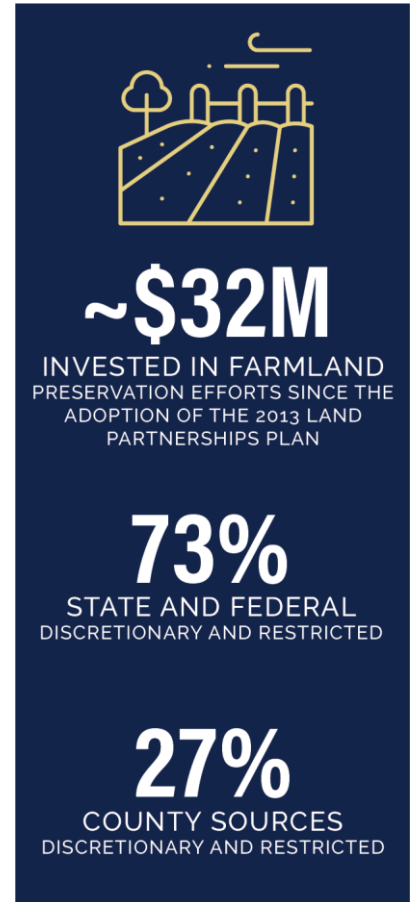 ~$32M
INVESTED IN FARMLAND
PRESERVATION EFFORTS SINCE THE
ADOPTION OF THE 2013 LAND
PARTNERSHIPS PLAN
73%
STATE AND FEDERAL
DISCRETIONARY AND RESTRICTED
27%
COUNTY SOURCES
DISCRETIONARY AND RESTRICTED